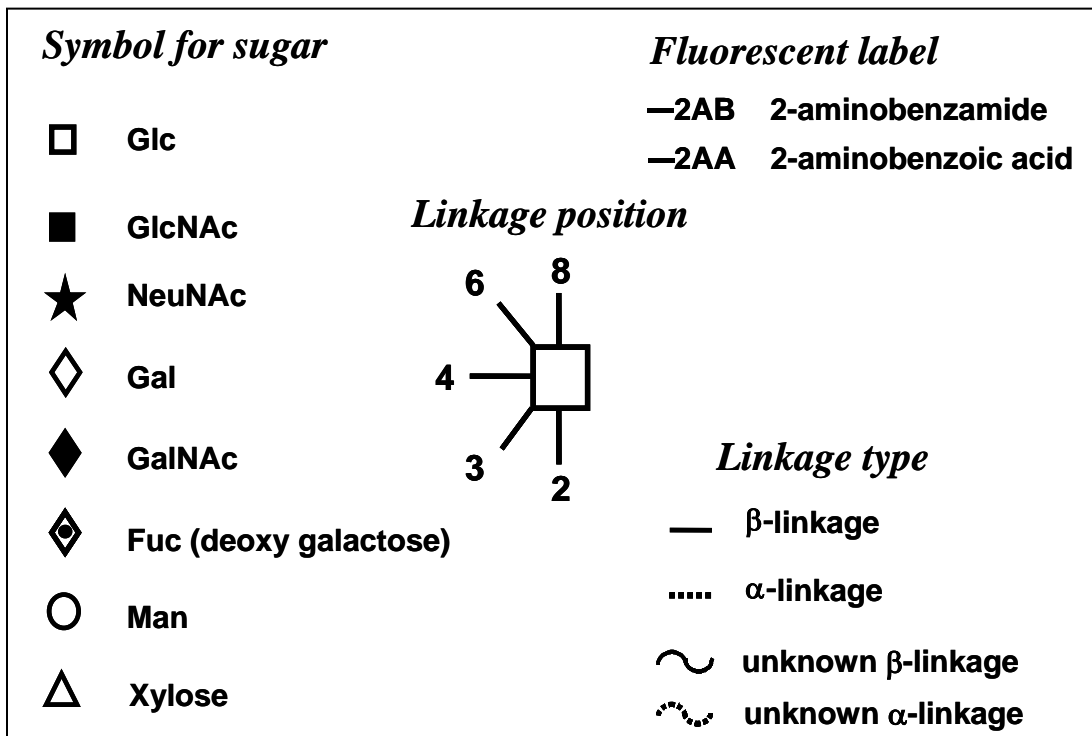 Symbol for sugar
Glc
GlcNAc
NeuNAc
Gal
GalNAc
Fuc (deoxy galactose)
Man
Xylose
Fluorescent label
2AB 2-aminobenzamide
2AA 2-aminobenzoic acid
Linkage position
8
6
4
3
2
Linkage type
β-linkage
α-linkage
unknown β-linkage
unknown α-linkage